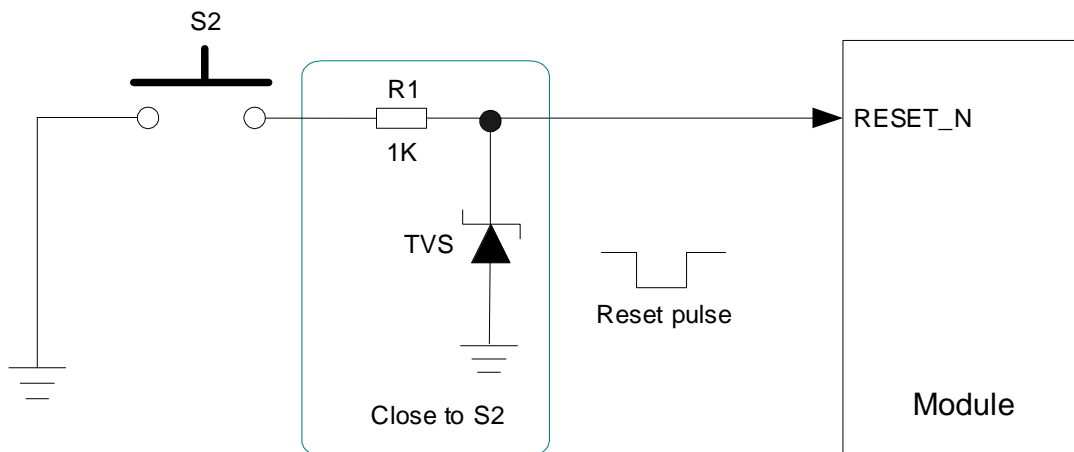 S2
R1
1K
RESET_N
TVS
Reset pulse
Close to S2
Module